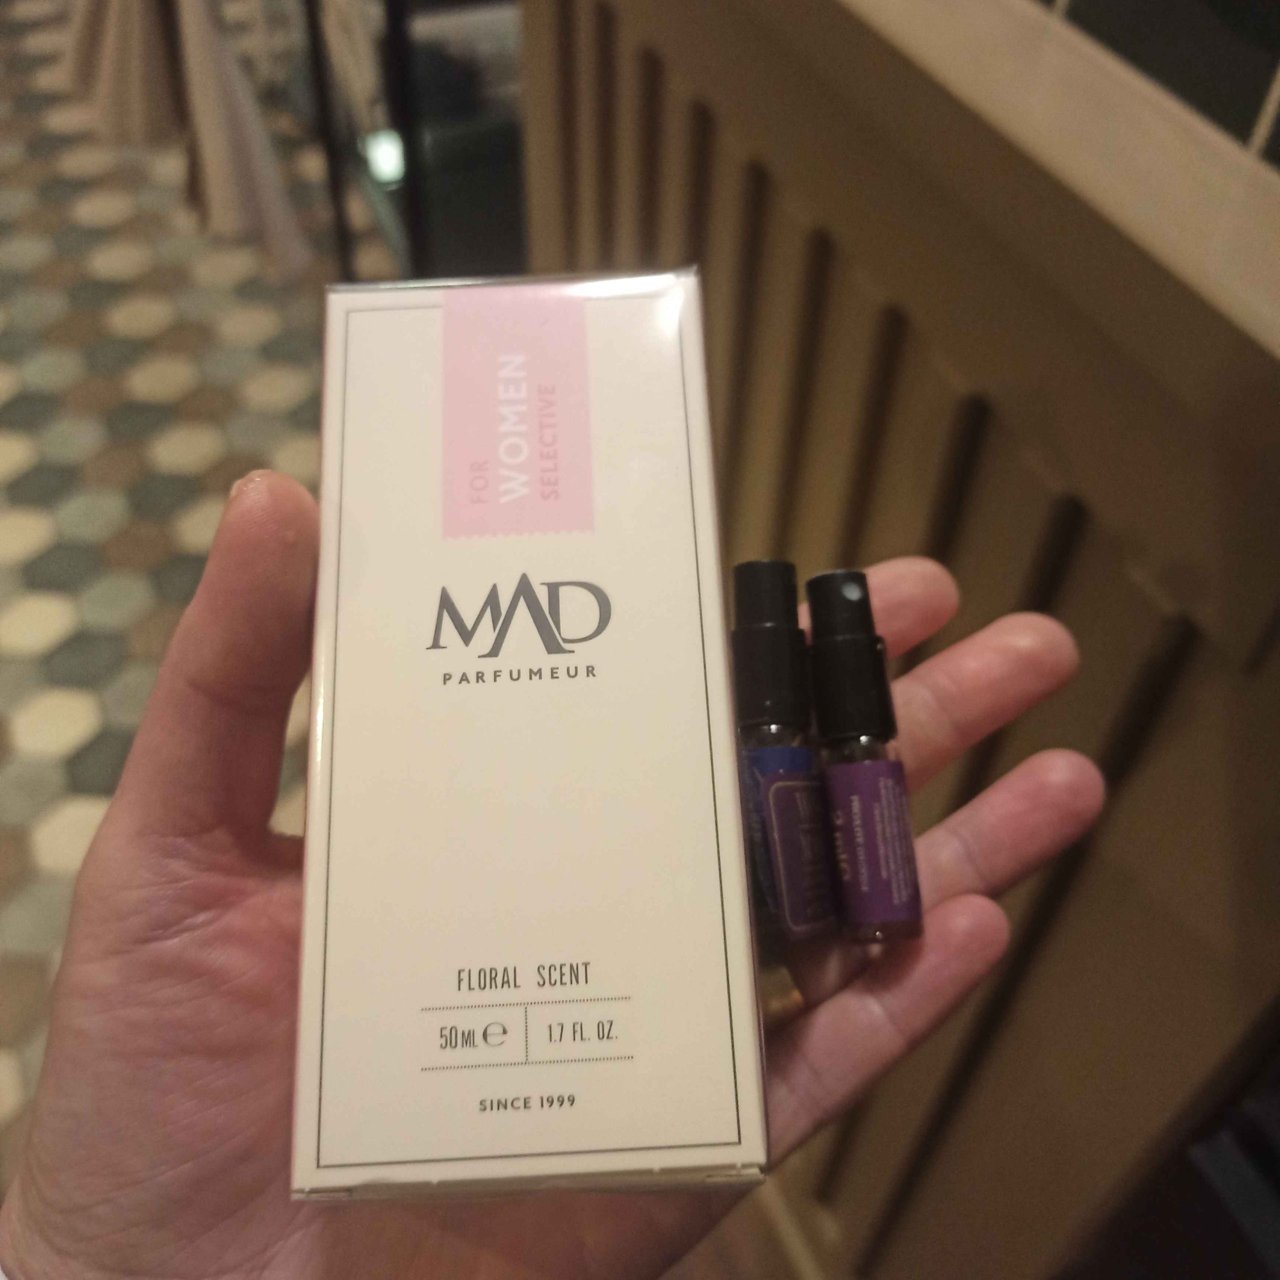 FOR
WOMEN
SELECTIVE
MAD
PARFUMEUR
FLORAL SCENT
50ML ℮
1.7 FL. OZ.
SINCE 1999